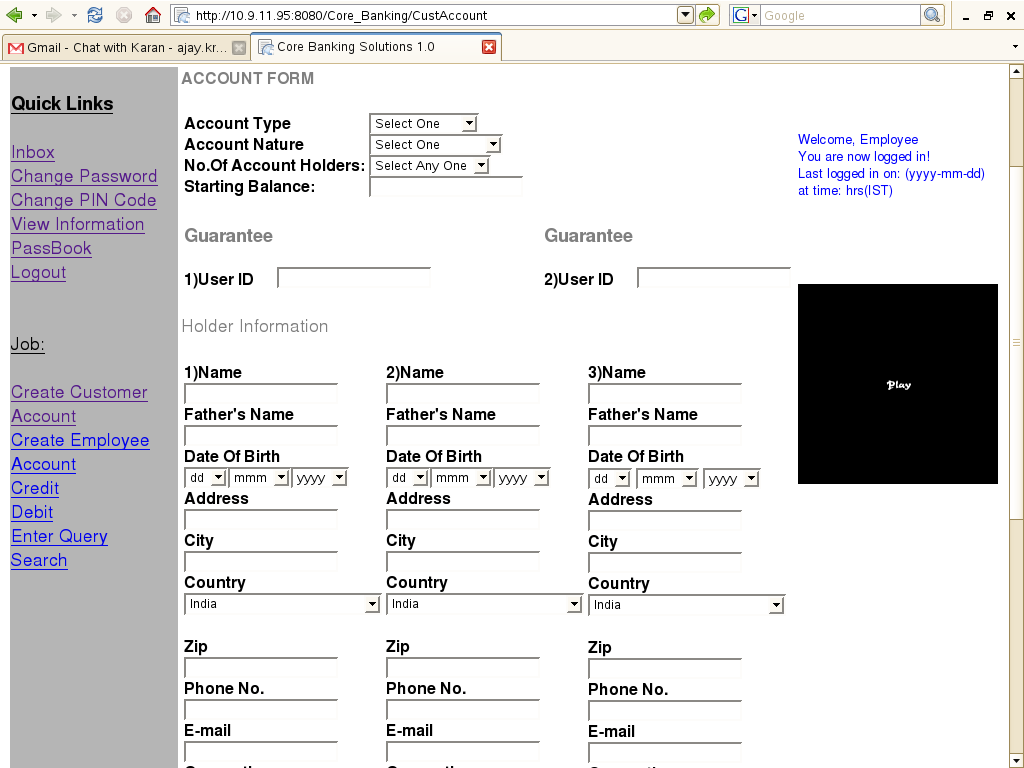 http://10.9.11.95:8080/Core_Banking/CustAccount
Google
Gmail - Chat with Karan - ajay.kr...
Core Banking Solutions 1.0
Quick Links
Inbox
Change Password
Change PIN Code
View Information
PassBook
Logout
Job:
Create Customer
Account
Create Employee
Account
Credit
Debit
Enter Query
Search
ACCOUNT FORM
Account Type Select One
Account Nature Select One
No.Of Account Holders: Select Any One
Starting Balance:
Guarantee Guarantee
1)User ID 2)User ID
Holder Information
1)Name 2)Name 3)Name
Father's Name Father's Name Father's Name
Date Of Birth Date Of Birth Date Of Birth
dd mmm yyyy dd mmm yyyy dd mmm yyyy
Address Address Address
City City City
Country Country Country
India India India
Zip Zip Zip
Phone No. Phone No. Phone No.
E-mail E-mail E-mail
Welcome, Employee
You are now logged in!
Last logged in on: (yyyy-mm-dd)
at time: hrs(IST)
Play